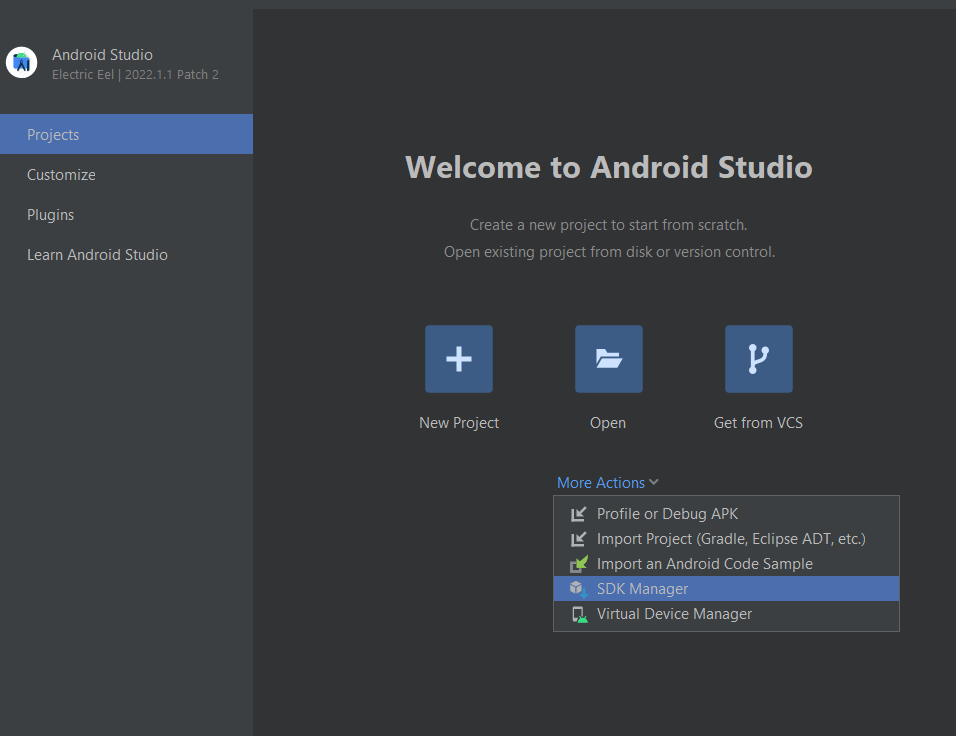 Android Studio
Electric Eel | 2022.1.1 Patch 2
Projects
Customize
Plugins
Learn Android Studio
Welcome to Android Studio
Create a new project to start from scratch.
Open existing project from disk or version control.
New Project
Open
Get from VCS
More Actions
Profile or Debug APK
Import Project (Gradle, Eclipse ADT, etc.)
Import an Android Code Sample
SDK Manager
Virtual Device Manager